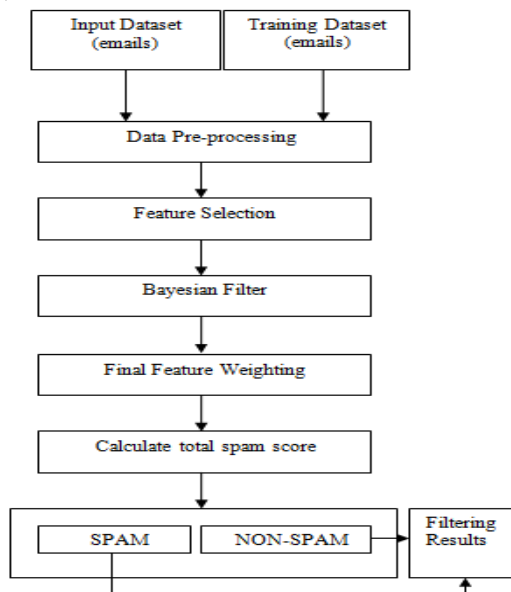 Input Dataset
(emails)
Training Dataset
(emails)
Data Pre-processing
Feature Selection
Bayesian Filter
Final Feature Weighting
Calculate total spam score
SPAM
NON-SPAM
Filtering
Results